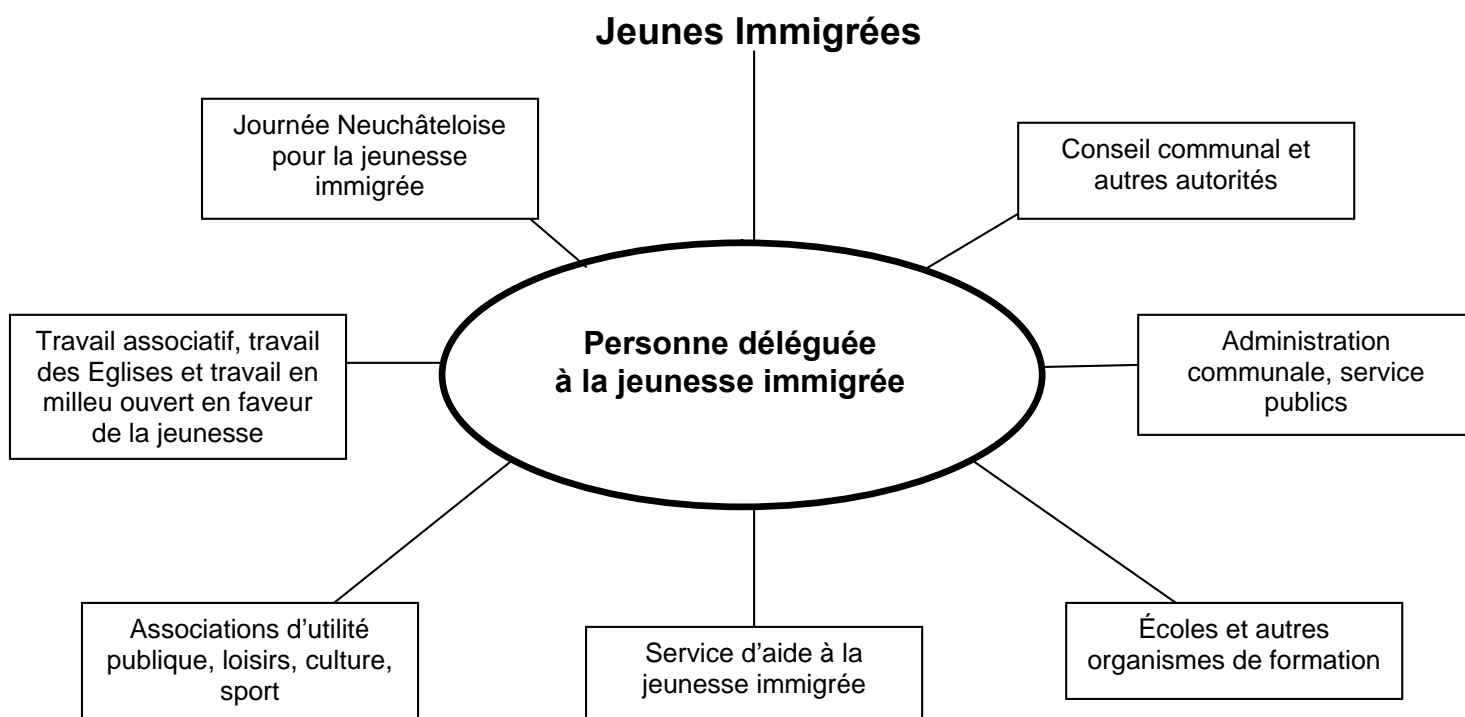 Jeunes Immigrées
Journée Neuchâteloise
pour la jeunesse
immigrée
Conseil communal et
autres autorités
Travail associatif, travail
des Eglises et travail en
milleu ouvert en faveur
de la jeunesse
Personne déléguée
à la jeunesse immigrée
Administration
communale, service
publics
Associations d’utilité
publique, loisirs, culture,
sport
Service d’aide à la
jeunesse immigrée
Écoles et autres
organismes de formation